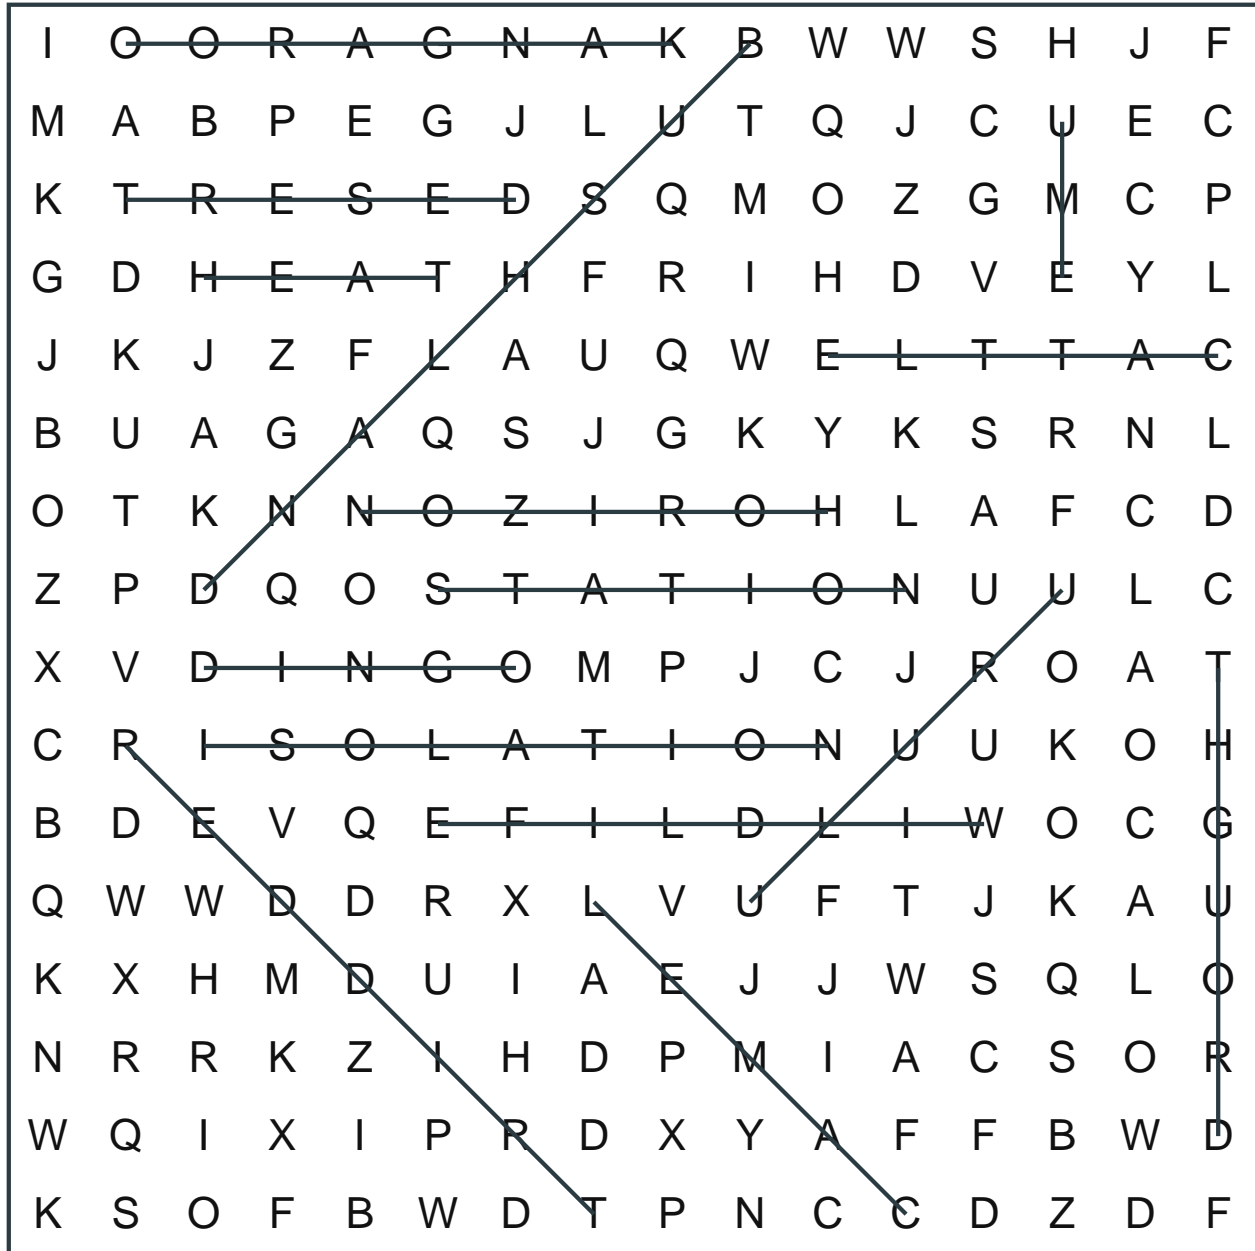 I O O R A G N A K B W W S H J F
M A B P E G J L U T Q J C U E C
K T R E S E D S Q M O Z G M C P
G D H E A T H F R I H D V E Y L
J K J Z F L A U Q W E L T T A C
B U A G A Q S J G K Y K S R N L
O T K N N O Z I R O H L A F C D
Z P D Q O S T A T I O N U U L C
X V D I N G O M P J C J R O A T
C R I S O L A T I O N U U K O H
B D E V Q E F I L D L I W O C G
Q W W D D R X L V U F T J K A U
K X H M D U I A E J J W S Q L O
N R R K Z I H D P M I A C S O R
W Q I X I P R D X Y A F F B W D
K S O F B W D T P N C C D Z D F